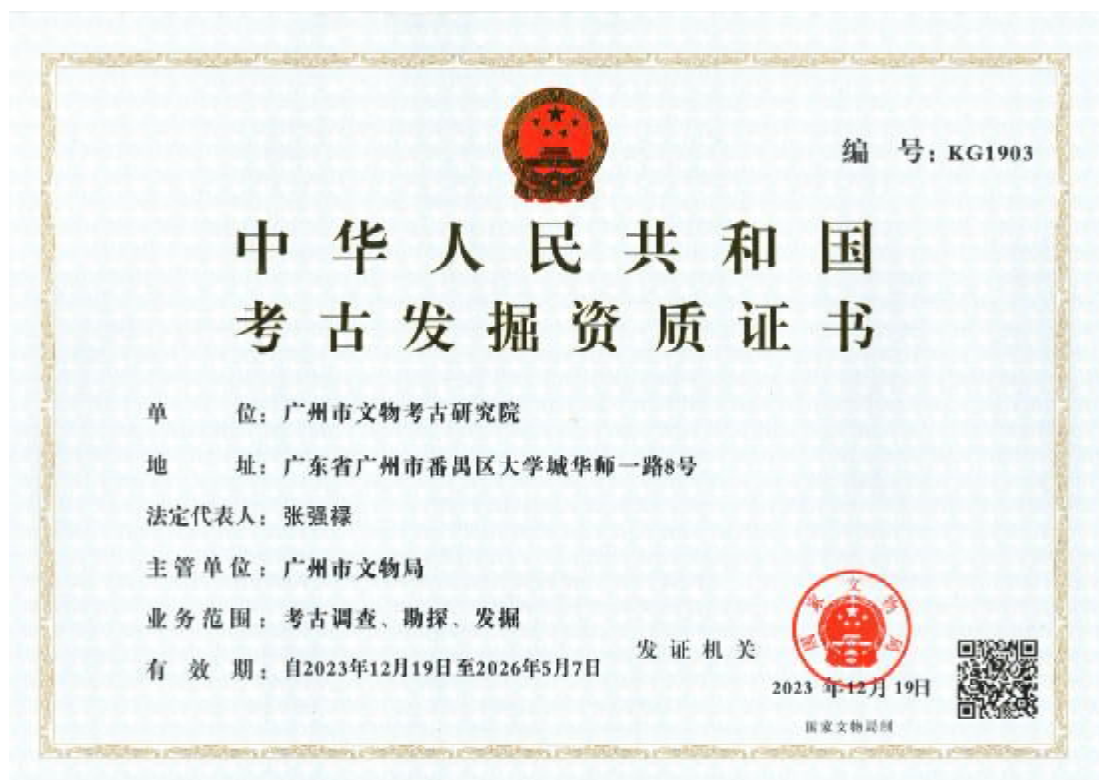 编 号：KG1903
中华人民共和国
考古发掘资质证书
单 位：广州市文物考古研究院
地 址：广东省广州市番禺区大学城华师一路8号
法定代表人：张强禄
主管单位：广州市文物局
业务范围：考古调查、勘探、发掘
有 效 期：自2023年12月19日至2026年5月7日
发证机关
国家文物局
2023 年12月 19日
国家文物局制